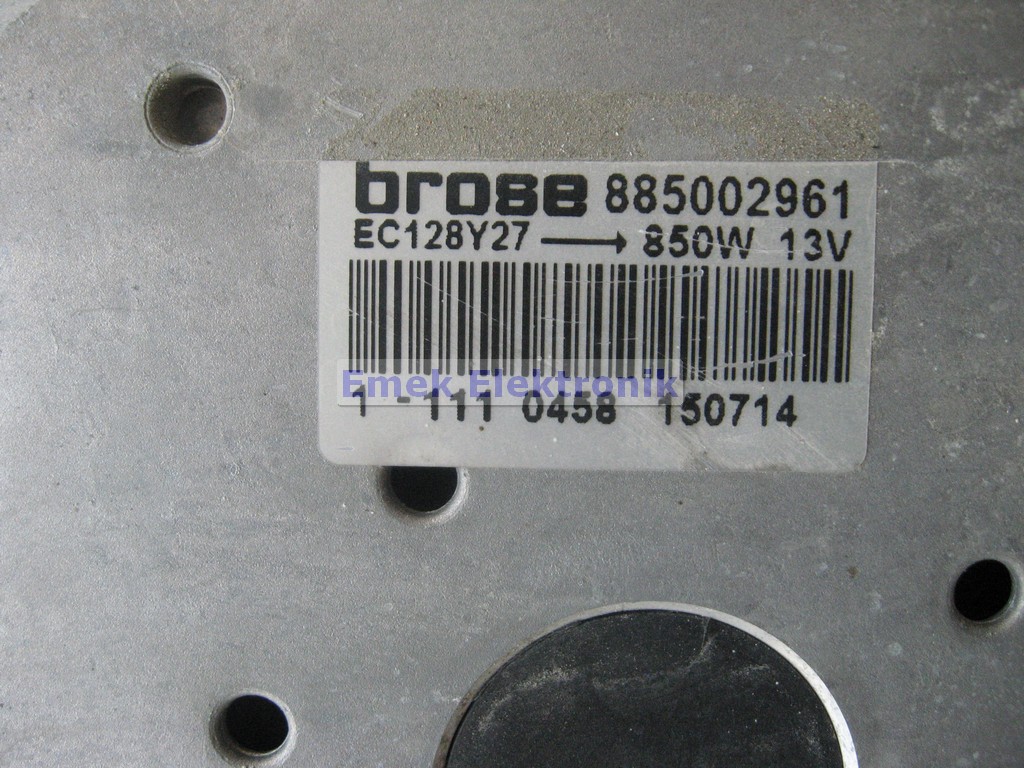 brose 885002961
EC128Y27 → 850W 13V
Emek Elektronik
1 -111 0458 150714